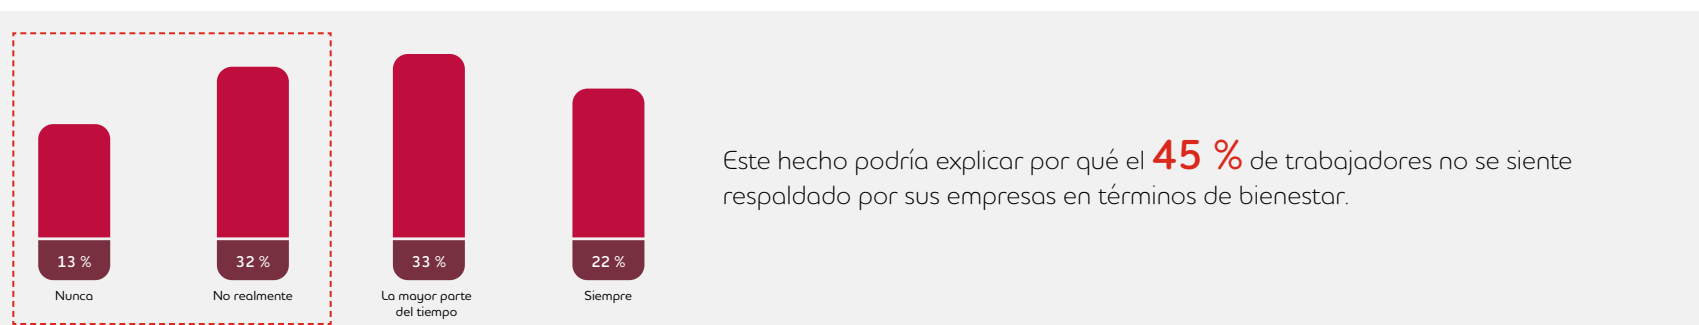 13 %
32 %
33 %
22 %
Nunca
No realmente
La mayor parte
del tiempo
Siempre
Este hecho podría explicar por qué el 45 % de trabajadores no se siente
respaldado por sus empresas en términos de bienestar.